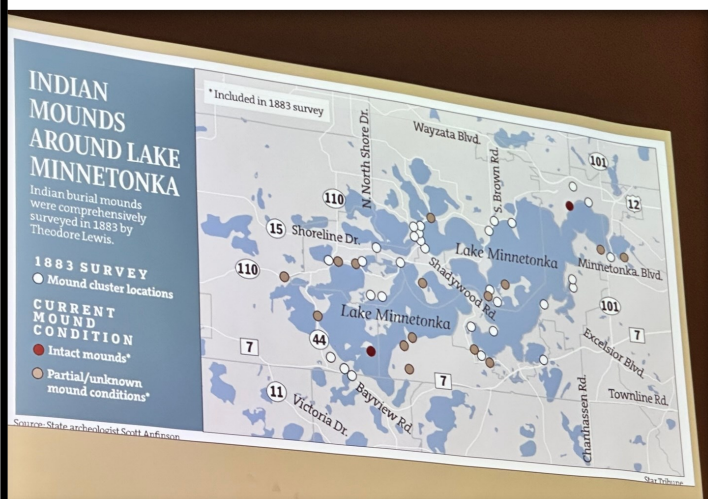 INDIAN
MOUNDS
AROUND LAKE
MINNETONKA
Indian burial mounds
were comprehensively
surveyed in 1883 by
Theodore Lewis.
1883 SURVEY
Mound cluster locations
CURRENT
MOUND
CONDITION
Intact mounds*
Partial/unknown
mound conditions*
Source: State archeologist Scott Anfinson
* Included in 1883 survey
N. North Shore Dr.
Wayzata Blvd.
S. Brown Rd.
101
12
110
15
Shoreline Dr.
110
Lake Minnetonka
Minnetonka Blvd.
Shadywood Rd.
101
Lake Minnetonka
7
Excelsior Blvd.
44
7
7
Townline Rd.
11
Victoria Dr.
Bayview Rd.
Chanhassen Rd.
Star Tribune